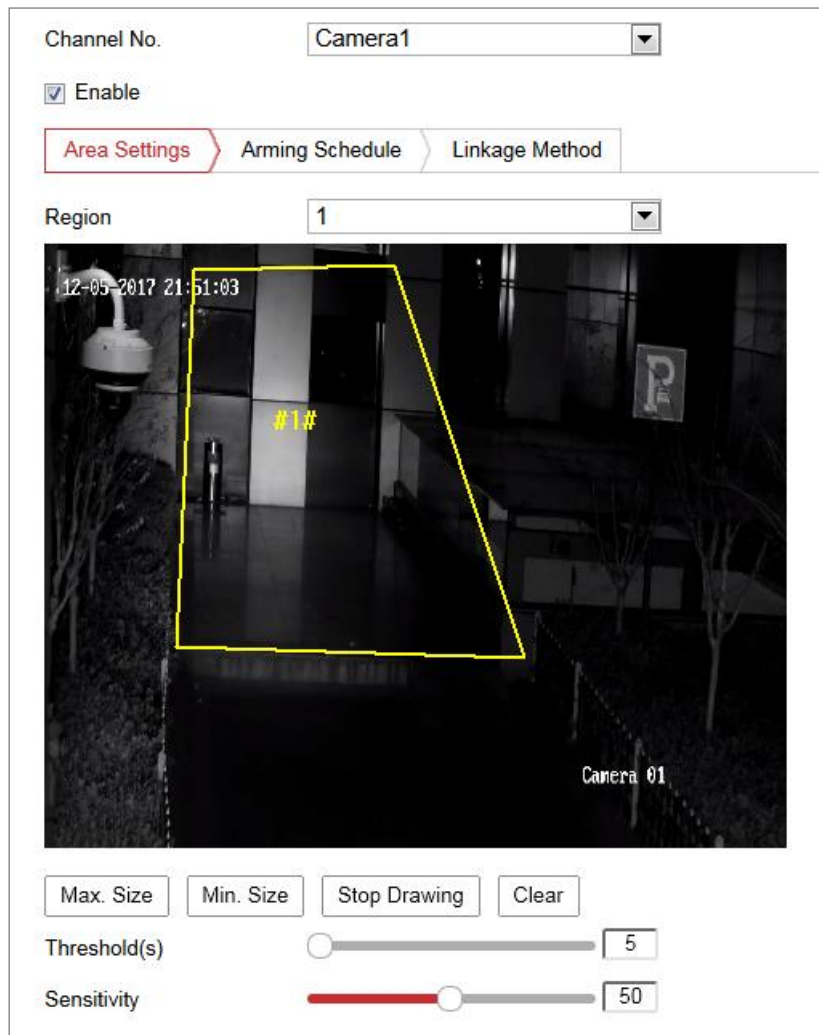 Channel No. Camera1
Enable
Area Settings Arming Schedule Linkage Method
Region 1
12-05-2017 21:51:03
P
#1#
Camera 01
Max. Size Min. Size Stop Drawing Clear
Threshold(s) 5
Sensitivity 50